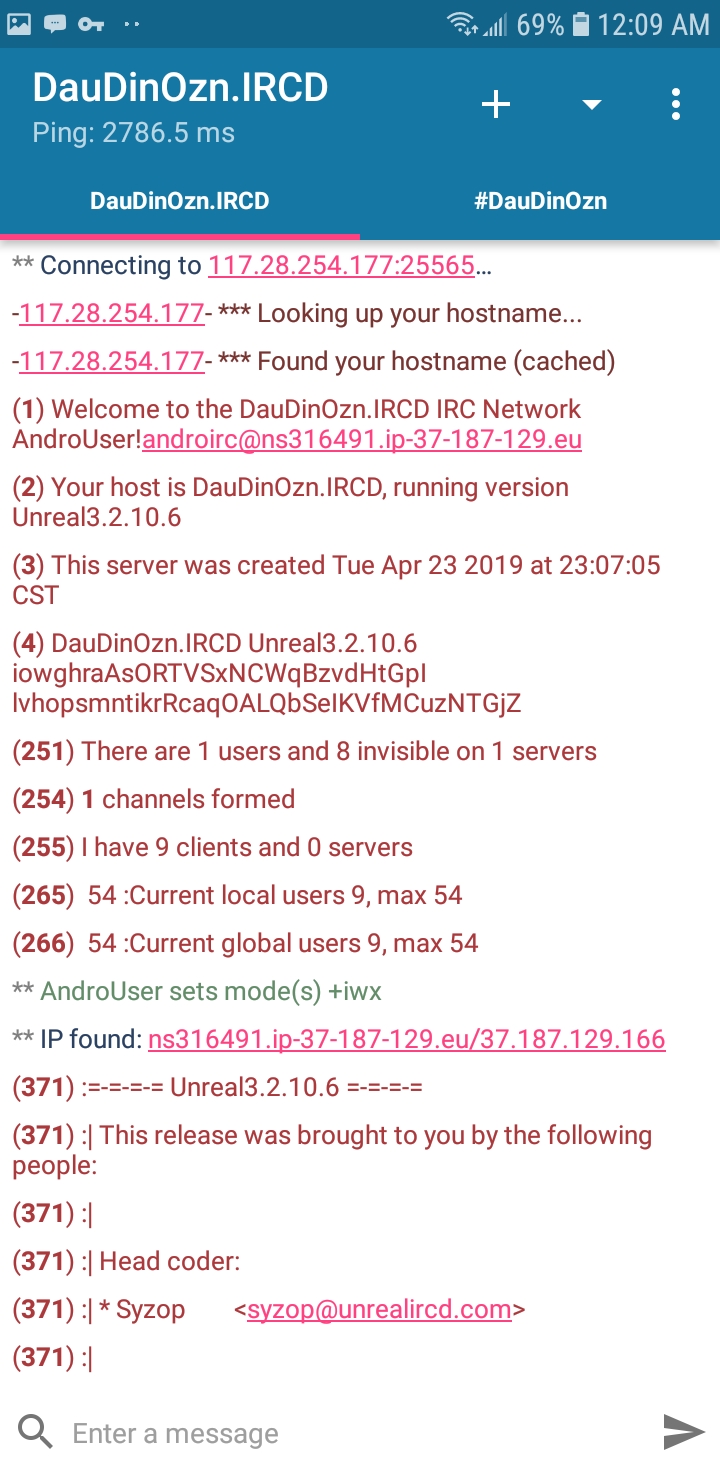 69% 12:09 AM
DauDinOzn.IRCD
Ping: 2786.5 ms
DauDinOzn.IRCD #DauDinOzn
** Connecting to 117.28.254.177:25565...
-117.28.254.177- *** Looking up your hostname...
-117.28.254.177- *** Found your hostname (cached)
(1) Welcome to the DauDinOzn.IRCD IRC Network
AndroUser!androirc@ns316491.ip-37-187-129.eu
(2) Your host is DauDinOzn.IRCD, running version
Unreal3.2.10.6
(3) This server was created Tue Apr 23 2019 at 23:07:05
CST
(4) DauDinOzn.IRCD Unreal3.2.10.6
iowghraAsORTVSxNCWqBzvdHtGpI
lvhopsmntikrRcaqOALQbSeIKVfMCuzNTGjZ
(251) There are 1 users and 8 invisible on 1 servers
(254) 1 channels formed
(255) I have 9 clients and 0 servers
(265)  54 :Current local users 9, max 54
(266)  54 :Current global users 9, max 54
** AndroUser sets mode(s) +iwx
** IP found: ns316491.ip-37-187-129.eu/37.187.129.166
(371) :=-=-=-= Unreal3.2.10.6 =-=-=-=
(371) :| This release was brought to you by the following
people:
(371) :|
(371) :| Head coder:
(371) :| * Syzop       <syzop@unrealircd.com>
(371) :|
Enter a message